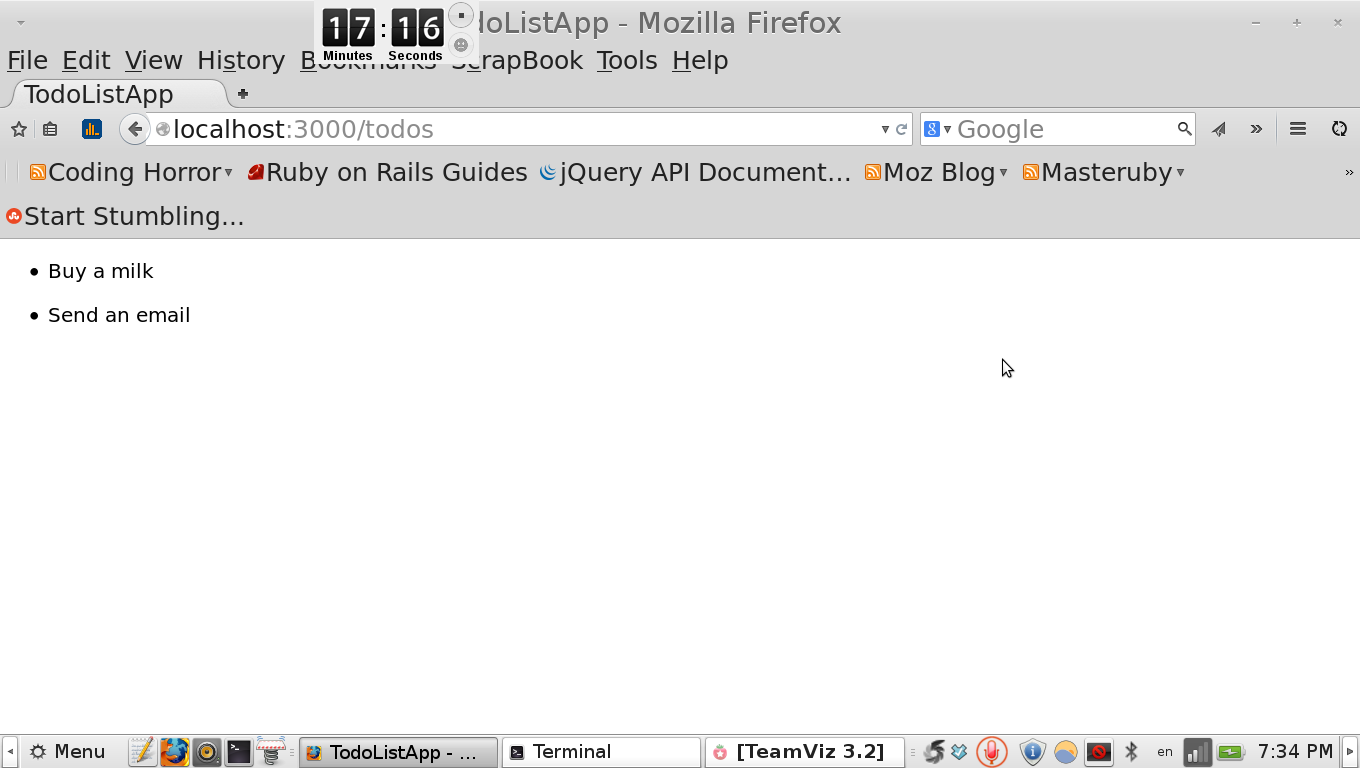 17:16
Minutes Seconds
doListApp - Mozilla Firefox
File Edit View History Bookmarks ScrapBook Tools Help
TodoListApp
localhost:3000/todos
8 Google
Coding Horror Ruby on Rails Guides jQuery API Document... Moz Blog Masteruby »
Start Stumbling...
Buy a milk
Send an email
Menu TodoListApp - ... Terminal [TeamViz 3.2] en 7:34 PM